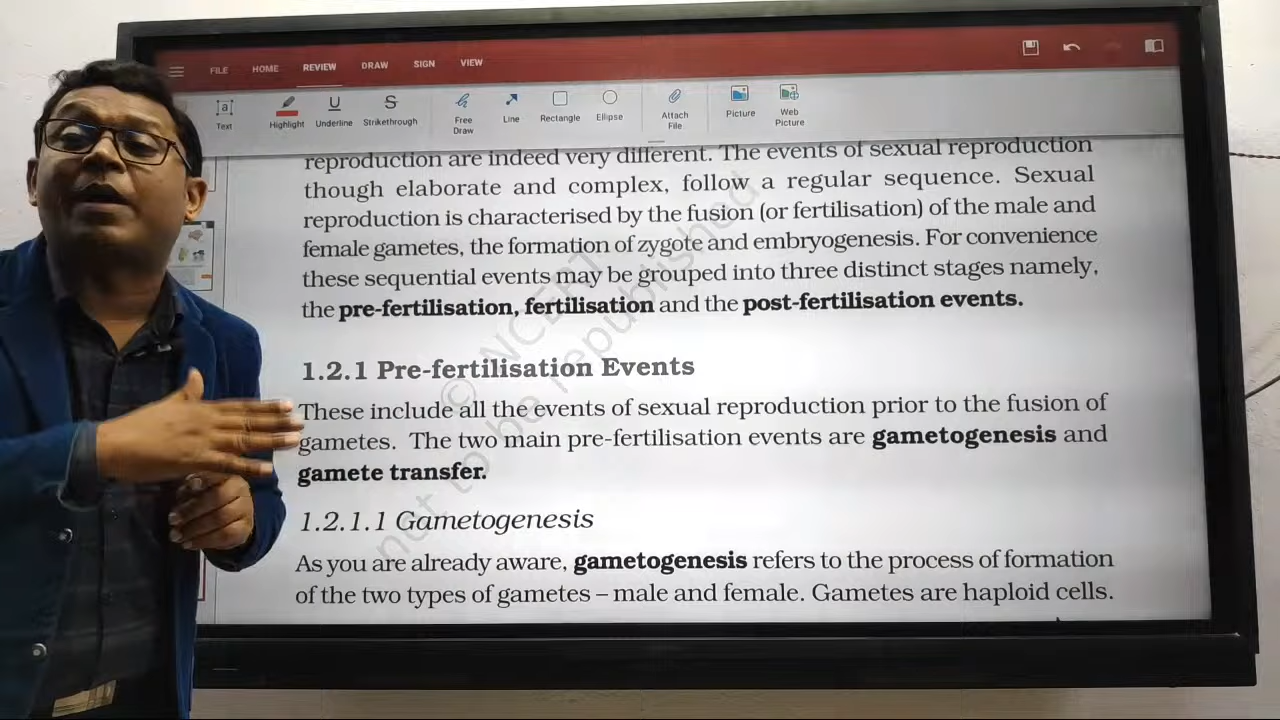 FILE HOME REVIEW DRAW SIGN VIEW
Text Highlight Underline Strikethrough Free Draw Line Rectangle Ellipse Attach File Picture Web Picture
reproduction are indeed very different. The events of sexual reproduction
though elaborate and complex, follow a regular sequence. Sexual
reproduction is characterised by the fusion (or fertilisation) of the male and
female gametes, the formation of zygote and embryogenesis. For convenience
these sequential events may be grouped into three distinct stages namely,
the pre-fertilisation, fertilisation and the post-fertilisation events.
1.2.1 Pre-fertilisation Events
These include all the events of sexual reproduction prior to the fusion of
gametes. The two main pre-fertilisation events are gametogenesis and
gamete transfer.
1.2.1.1 Gametogenesis
As you are already aware, gametogenesis refers to the process of formation
of the two types of gametes – male and female. Gametes are haploid cells.
© NCERT
not to be republished